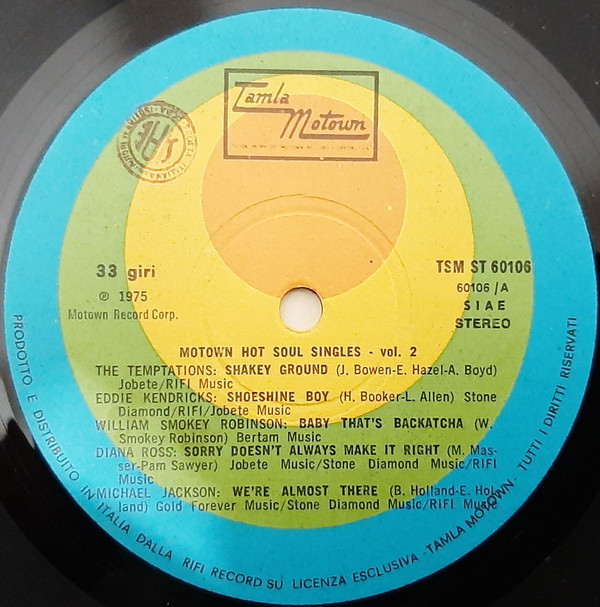 Tamla
Motown
33 giri
℗ 1975
Motown Record Corp.
TSM ST 60106
60106 /A
S I A E
STEREO
MOTOWN HOT SOUL SINGLES - vol. 2
THE TEMPTATIONS: SHAKEY GROUND (J. Bowen-E. Hazel-A. Boyd)
Jobete/RIFI Music
EDDIE KENDRICKS: SHOESHINE BOY (H. Booker-L. Allen) Stone
Diamond/RIFI/Jobete Music
WILLIAM SMOKEY ROBINSON: BABY THAT'S BACKATCHA (W.
Smokey Robinson) Bertam Music
DIANA ROSS: SORRY DOESN'T ALWAYS MAKE IT RIGHT (M. Mas-
ser-Pam Sawyer) Jobete Music/Stone Diamond Music/RIFI
Music
MICHAEL JACKSON: WE'RE ALMOST THERE (B. Holland-E. Hol-
land) Gold Forever Music/Stone Diamond Music/RIFI Music
PRODOTTO E DISTRIBUITO IN ITALIA DALLA RIFI RECORD SU LICENZA ESCLUSIVA - TAMLA MOTOWN - TUTTI I DIRITTI RISERVATI